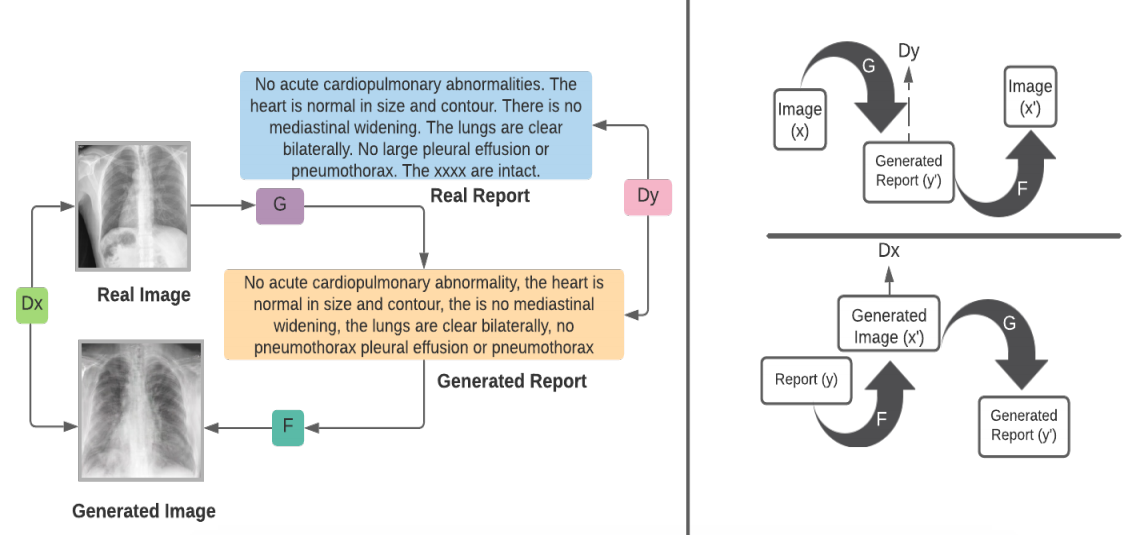 No acute cardiopulmonary abnormalities. The
heart is normal in size and contour. There is no
mediastinal widening. The lungs are clear
bilaterally. No large pleural effusion or
pneumothorax. The xxxx are intact.
Real Report
G
Dy
Real Image
Dx
No acute cardiopulmonary abnormality, the heart is
normal in size and contour, the is no mediastinal
widening, the lungs are clear bilaterally, no
pneumothorax pleural effusion or pneumothorax
Generated Report
F
Generated Image
G
Dy
Image
(x)
Image
(x')
Generated
Report (y')
F
Dx
Generated
Image (x')
G
Report (y)
F
Generated
Report (y')